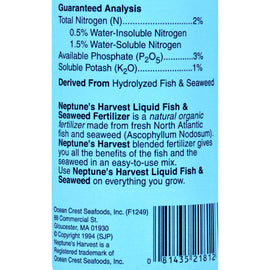 Guaranteed Analysis
Total Nitrogen (N)..................2%
0.5% Water-Insoluble Nitrogen
1.5% Water-Soluble Nitrogen
Available Phosphate (P₂O₅).......3%
Soluble Potash (K₂O)................1%
Derived From Hydrolyzed Fish & Seaweed
Neptune's Harvest Liquid Fish &
Seaweed Fertilizer is a natural organic
fertilizer made from fresh North Atlantic
fish and seaweed (Ascophyllum Nodosum).
Neptune's Harvest blended fertilizer gives
you all the benefits of the fish and the
seaweed in an easy-to-use mix.
Use Neptune's Harvest Liquid Fish &
Seaweed on everything you grow.
Ocean Crest Seafoods, Inc. (F1249)
86 Commercial St.
Gloucester, MA 01930
© Copyright 1994 (SJP)
Neptune's Harvest is a
Registered trademark of
Ocean Crest Seafoods, Inc.
0 81435 21812